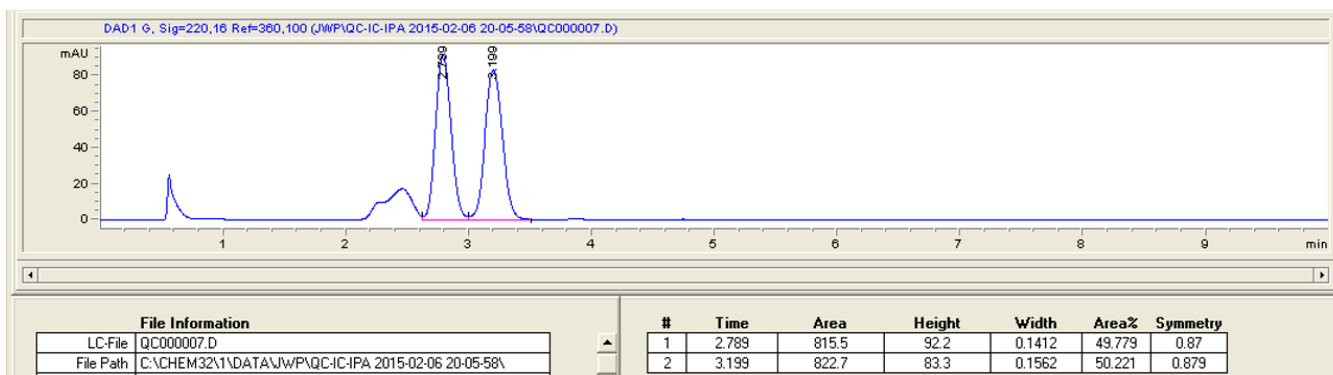 DAD1 G, Sig=220,16 Ref=360,100 (JWP\QC-IC-IPA 2015-02-06 20-05-58\QC000007.D)
mAU
80
60
40
20
0
2.789
3.199
1 2 3 4 5 6 7 8 9 min
File Information
LC-File QC000007.D
File Path C:\CHEM32\1\DATA\JWP\QC-IC-IPA 2015-02-06 20-05-58\
# Time Area Height Width Area% Symmetry
1 2.789 815.5 92.2 0.1412 49.779 0.87
2 3.199 822.7 83.3 0.1562 50.221 0.879